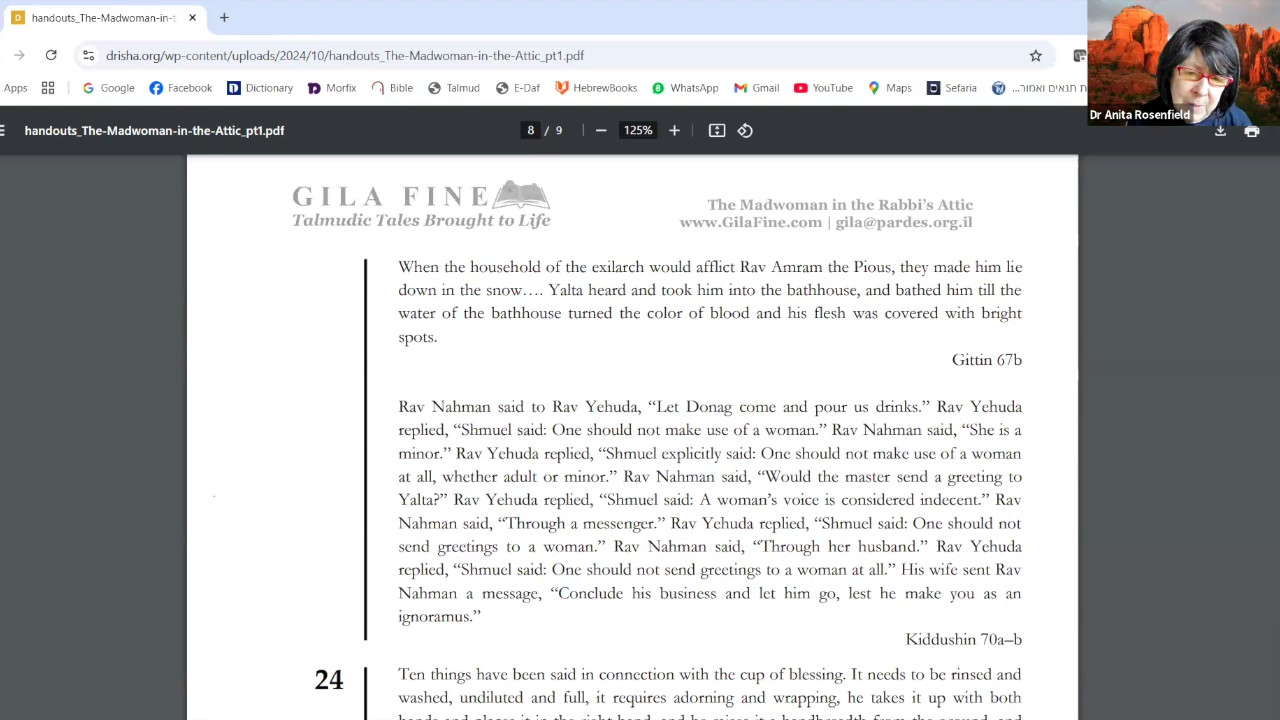 handouts_The-Madwoman-in-t
drisha.org/wp-content/uploads/2024/10/handouts_The-Madwoman-in-the-Attic_pt1.pdf
Apps Google Facebook Dictionary Morfix Bible Talmud E-Daf HebrewBooks WhatsApp Gmail YouTube Maps Sefaria ...ת תנאים ואמור
Dr Anita Rosenfield
handouts_The-Madwoman-in-the-Attic_pt1.pdf 8 / 9 125%
GILA FINE
Talmudic Tales Brought to Life
The Madwoman in the Rabbi's Attic
www.GilaFine.com | gila@pardes.org.il
When the household of the exilarch would afflict Rav Amram the Pious, they made him lie
down in the snow…. Yalta heard and took him into the bathhouse, and bathed him till the
water of the bathhouse turned the color of blood and his flesh was covered with bright
spots.
Gittin 67b
Rav Nahman said to Rav Yehuda, “Let Donag come and pour us drinks.” Rav Yehuda
replied, “Shmuel said: One should not make use of a woman.” Rav Nahman said, “She is a
minor.” Rav Yehuda replied, “Shmuel explicitly said: One should not make use of a woman
at all, whether adult or minor.” Rav Nahman said, “Would the master send a greeting to
Yalta?” Rav Yehuda replied, “Shmuel said: A woman’s voice is considered indecent.” Rav
Nahman said, “Through a messenger.” Rav Yehuda replied, “Shmuel said: One should not
send greetings to a woman.” Rav Nahman said, “Through her husband.” Rav Yehuda
replied, “Shmuel said: One should not send greetings to a woman at all.” His wife sent Rav
Nahman a message, “Conclude his business and let him go, lest he make you as an
ignoramus.”
Kiddushin 70a–b
24
Ten things have been said in connection with the cup of blessing. It needs to be rinsed and
washed, undiluted and full, it requires adorning and wrapping, he takes it up with both